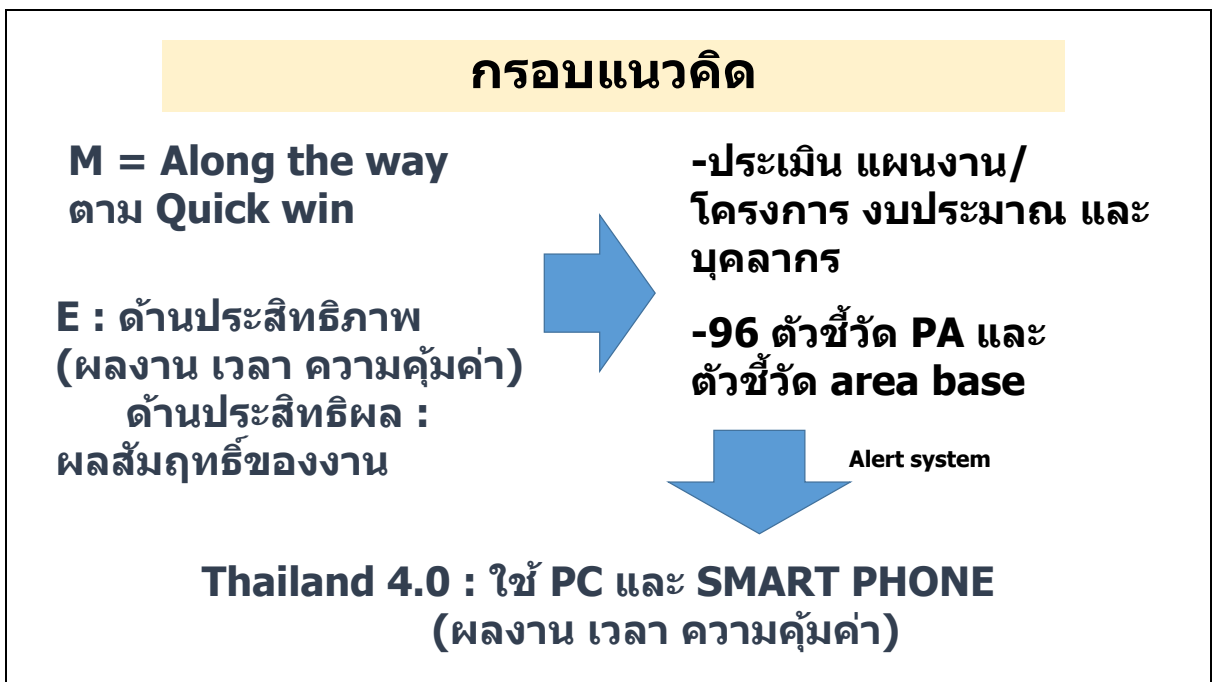 กรอบแนวคิด
M = Along the way
ตาม Quick win
E : ด้านประสิทธิภาพ
(ผลงาน เวลา ความคุ้มค่า)
ด้านประสิทธิผล :
ผลสัมฤทธิ์ของงาน
-ประเมิน แผนงาน/
โครงการ งบประมาณ และ
บุคลากร
-96 ตัวชี้วัด PA และ
ตัวชี้วัด area base
Alert system
Thailand 4.0 : ใช้ PC และ SMART PHONE
(ผลงาน เวลา ความคุ้มค่า)